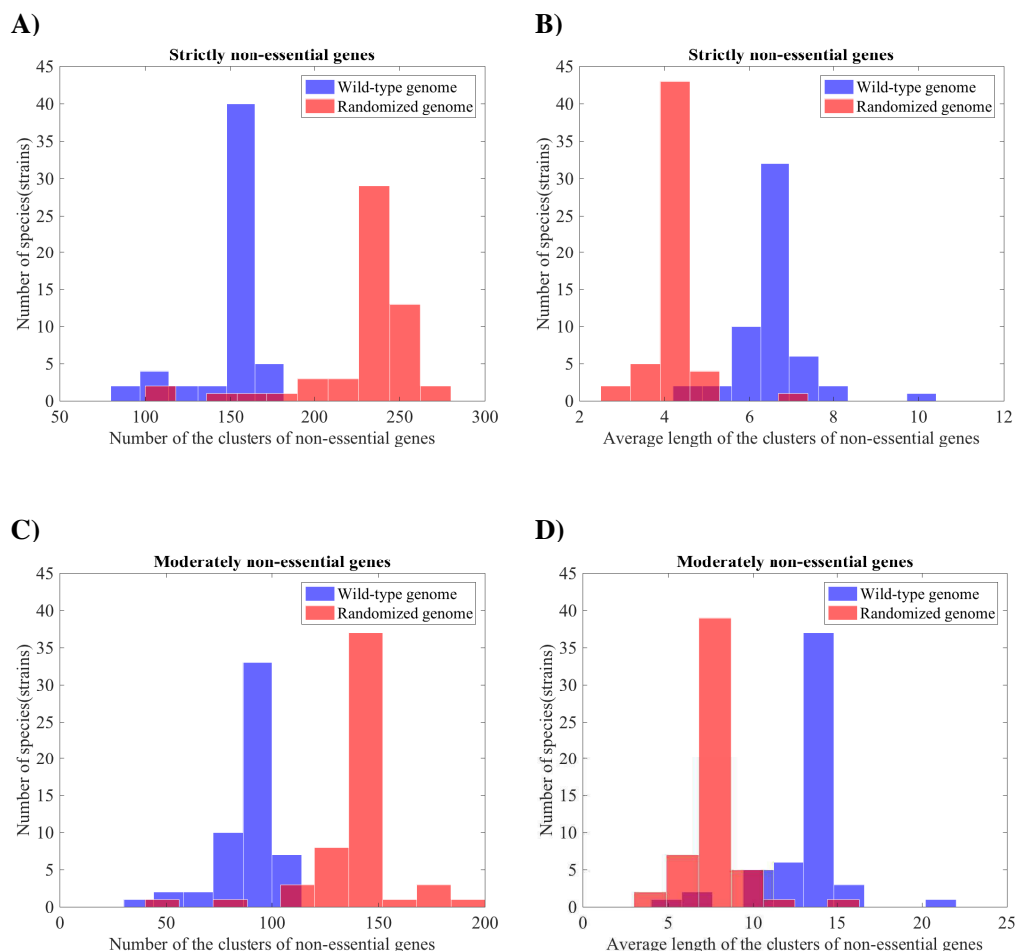 A)
Strictly non-essential genes
45
40
35
30
25
20
15
10
5
0
Number of species(strains)
Wild-type genome
Randomized genome
50
100
150
200
250
300
Number of the clusters of non-essential genes
B)
Strictly non-essential genes
45
40
35
30
25
20
15
10
5
0
Number of species(strains)
Wild-type genome
Randomized genome
2
4
6
8
10
12
Average length of the clusters of non-essential genes
C)
Moderately non-essential genes
45
40
35
30
25
20
15
10
5
0
Number of species(strains)
Wild-type genome
Randomized genome
0
50
100
150
200
Number of the clusters of non-essential genes
D)
Moderately non-essential genes
45
40
35
30
25
20
15
10
5
0
Number of species(strains)
Wild-type genome
Randomized genome
0
5
10
15
20
25
Average length of the clusters of non-essential genes